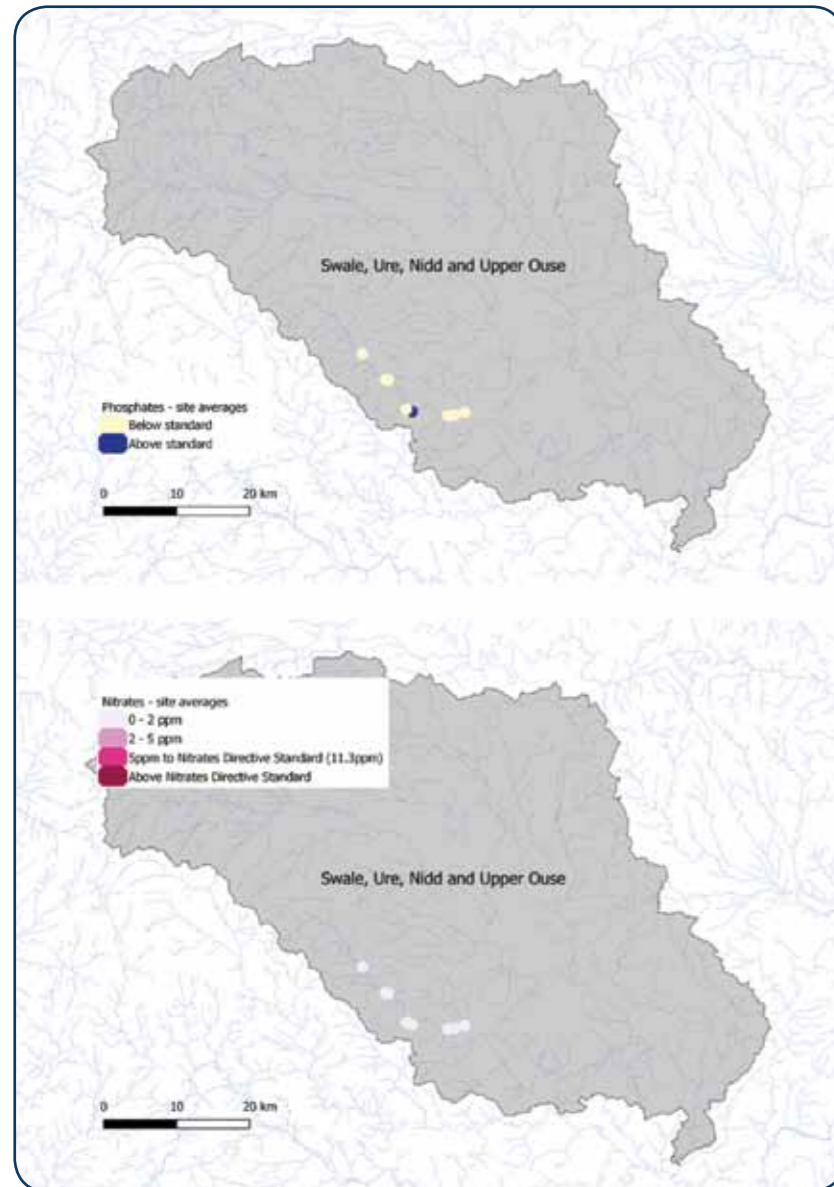 Swale, Ure, Nidd and Upper Ouse
Phosphates - site averages
Below standard
Above standard
0 10 20 km
Nitrates - site averages
0 - 2 ppm
2 - 5 ppm
5ppm to Nitrates Directive Standard (11.3ppm)
Above Nitrates Directive Standard
Swale, Ure, Nidd and Upper Ouse
0 10 20 km